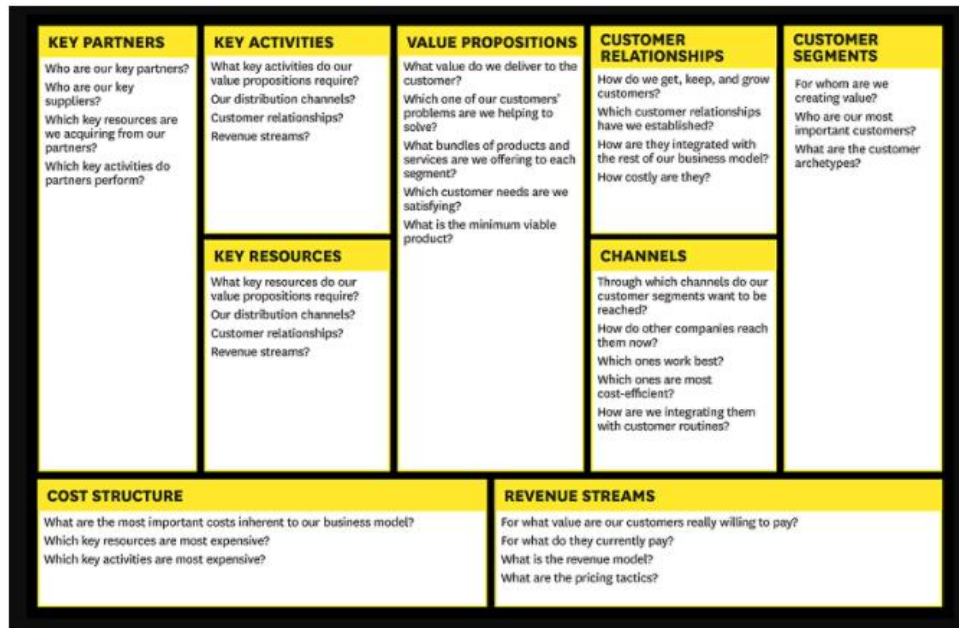 KEY PARTNERS
Who are our key partners?
Who are our key
suppliers?
Which key resources are
we acquiring from our
partners?
Which key activities do
partners perform?
KEY ACTIVITIES
What key activities do our
value propositions require?
Our distribution channels?
Customer relationships?
Revenue streams?
KEY RESOURCES
What key resources do our
value propositions require?
Our distribution channels?
Customer relationships?
Revenue streams?
VALUE PROPOSITIONS
What value do we deliver to the
customer?
Which one of our customers'
problems are we helping to
solve?
What bundles of products and
services are we offering to each
segment?
Which customer needs are we
satisfying?
What is the minimum viable
product?
CUSTOMER
RELATIONSHIPS
How do we get, keep, and grow
customers?
Which customer relationships
have we established?
How are they integrated with
the rest of our business model?
How costly are they?
CHANNELS
Through which channels do our
customer segments want to be
reached?
How do other companies reach
them now?
Which ones work best?
Which ones are most
cost-efficient?
How are we integrating them
with customer routines?
CUSTOMER
SEGMENTS
For whom are we
creating value?
Who are our most
important customers?
What are the customer
archetypes?
COST STRUCTURE
What are the most important costs inherent to our business model?
Which key resources are most expensive?
Which key activities are most expensive?
REVENUE STREAMS
For what value are our customers really willing to pay?
For what do they currently pay?
What is the revenue model?
What are the pricing tactics?